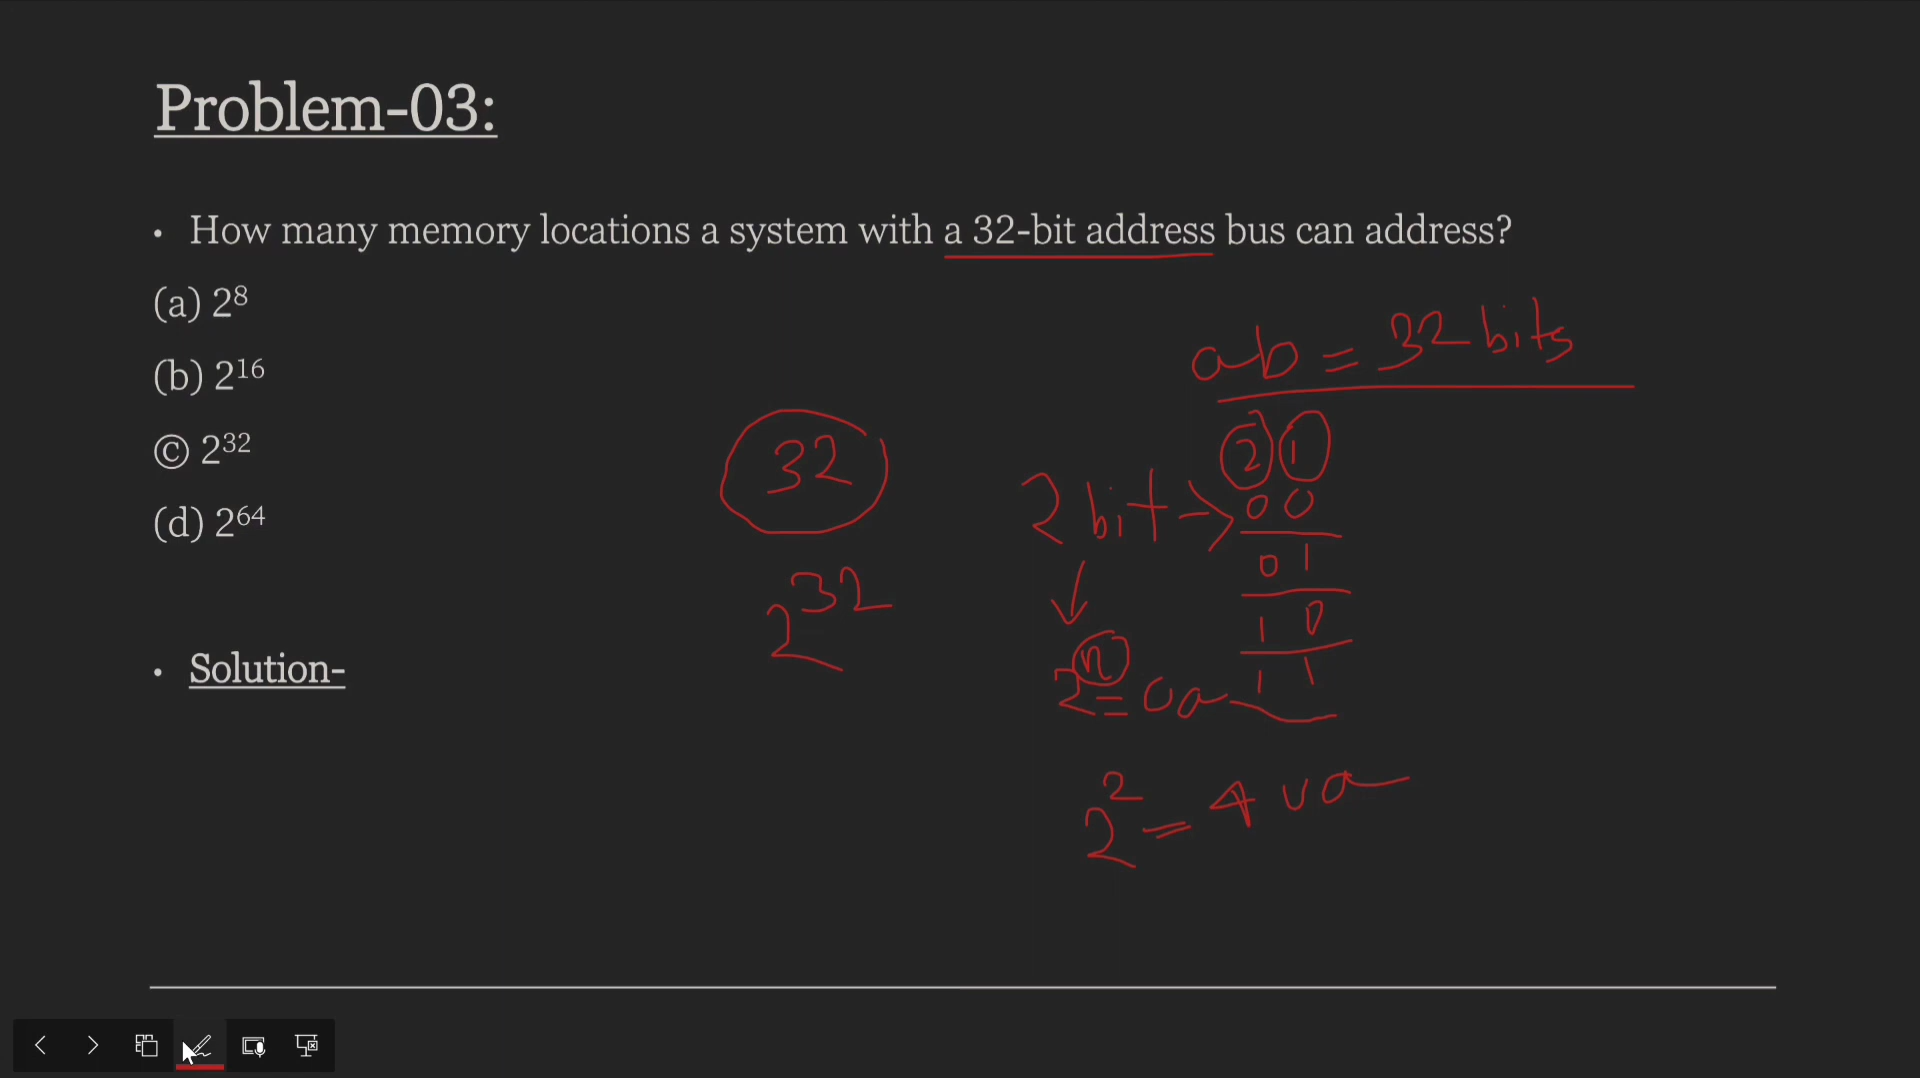 Problem-03:
• How many memory locations a system with a 32-bit address bus can address?
(a) 2⁸
(b) 2¹⁶
© 2³²
(d) 2⁶⁴
• Solution-
ab = 32 bits
32
2³²
2 1
2 bit → 0 0
0 1
1 0
1 1
2ⁿ =
2² = 4